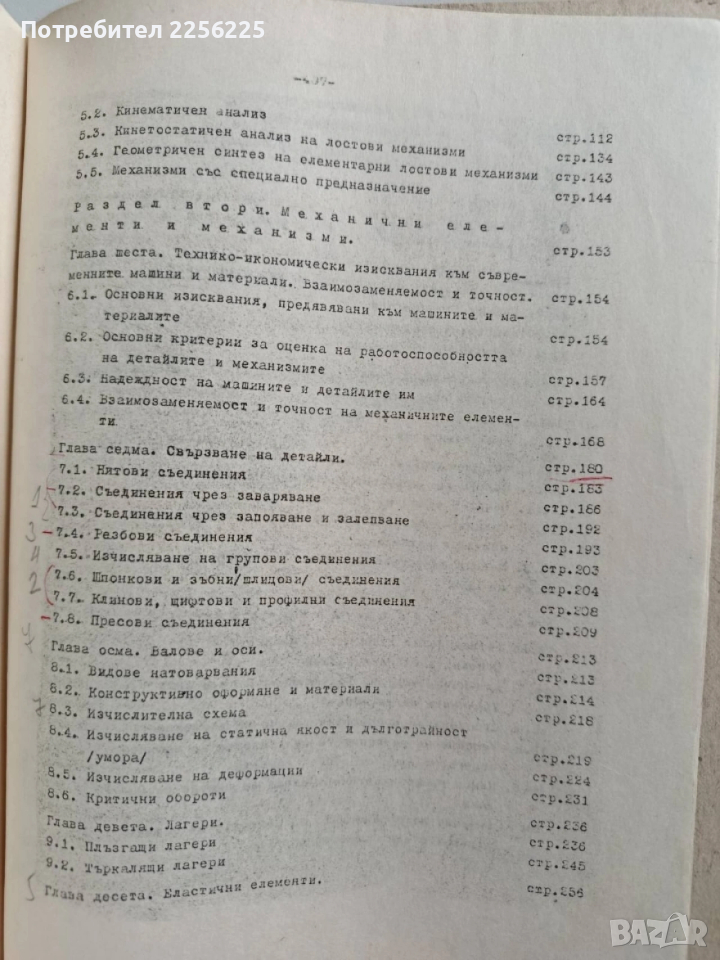 Потребител 2256225
5.2. Кинематичен анализ стр.112
5.3. Кинетостатичен анализ на лостови механизми стр.134
5.4. Геометричен синтез на елементарни лостови механизми стр.143
5.5. Механизми със специално предназначение стр.144
Раздел втори. Механични еле-
менти и механизми. стр.153
Глава шеста. Технико-икономически изисквания към съвре-
менните машини и материали. Взаимозаменяемост и точност. стр.154
6.1. Основни изисквания, предявявани към машините и ма-
териалите стр.154
6.2. Основни критерии за оценка на работоспособността
на детайлите и механизмите стр.157
6.3. Надеждност на машините и детайлите им стр.164
6.4. Взаимозаменяемост и точност на механичните елемен-
ти стр.168
Глава седма. Свързване на детайли. стр.180
7.1. Нитови съединения стр.183
1 7.2. Съединения чрез заваряване стр.186
7.3. Съединения чрез запояване и залепване стр.192
3 7.4. Резбови съединения стр.193
4 7.5. Изчисляване на групови съединения стр.203
2 7.6. Шпонкови и зъбни/шлицови/ съединения стр.204
7.7. Клинови, щифтови и профилни съединения стр.208
7.8. Пресови съединения стр.209
Глава осма. Валове и оси. стр.213
8.1. Видове натоварвания стр.213
8.2. Конструктивно оформяне и материали стр.214
8.3. Изчислителна схема стр.218
8.4. Изчисляване на статична якост и дълготрайност
/умора/ стр.219
8.5. Изчисляване на деформации стр.224
8.6. Критични обороти стр.231
Глава девета. Лагери. стр.236
9.1. Плъзгащи лагери стр.236
9.2. Търкалящи лагери стр.245
5 Глава десета. Еластични елементи. стр.256
BAZAR